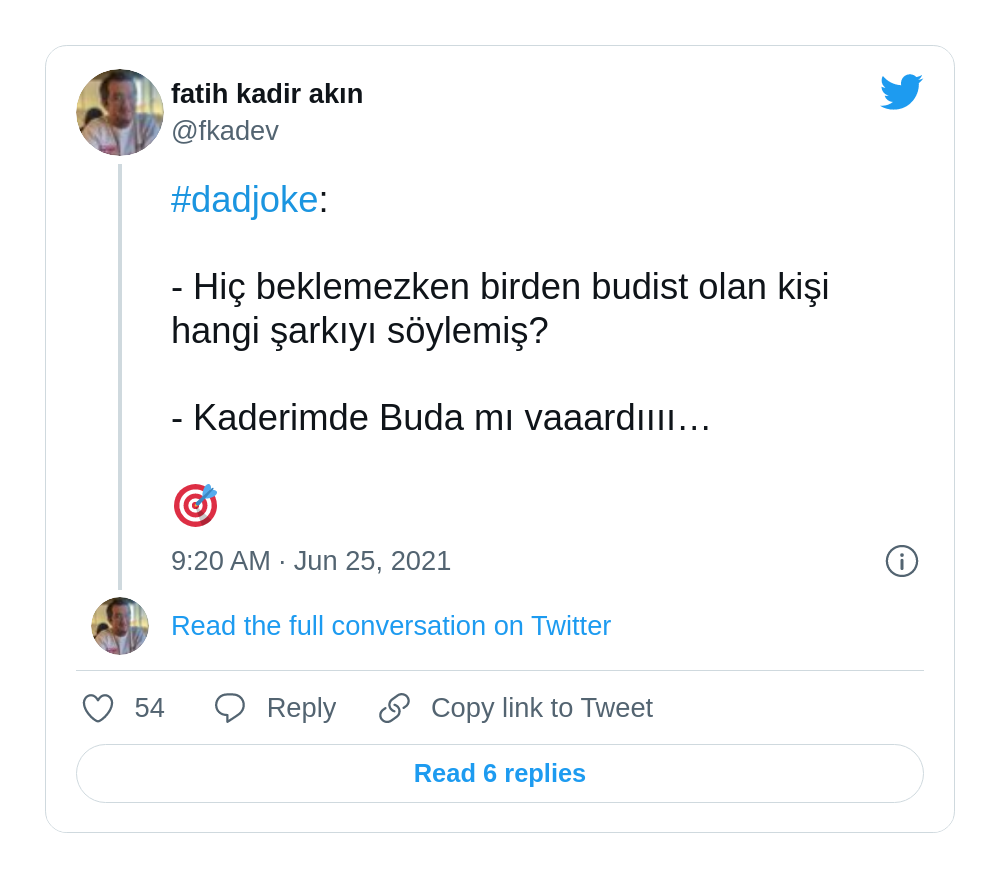 fatih kadir akın
@fkadev
#dadjoke:
- Hiç beklemezken birden budist olan kişi
hangi şarkıyı söylemiş?
- Kaderimde Buda mı vaaardıııı…
9:20 AM · Jun 25, 2021
Read the full conversation on Twitter
54 Reply Copy link to Tweet
Read 6 replies